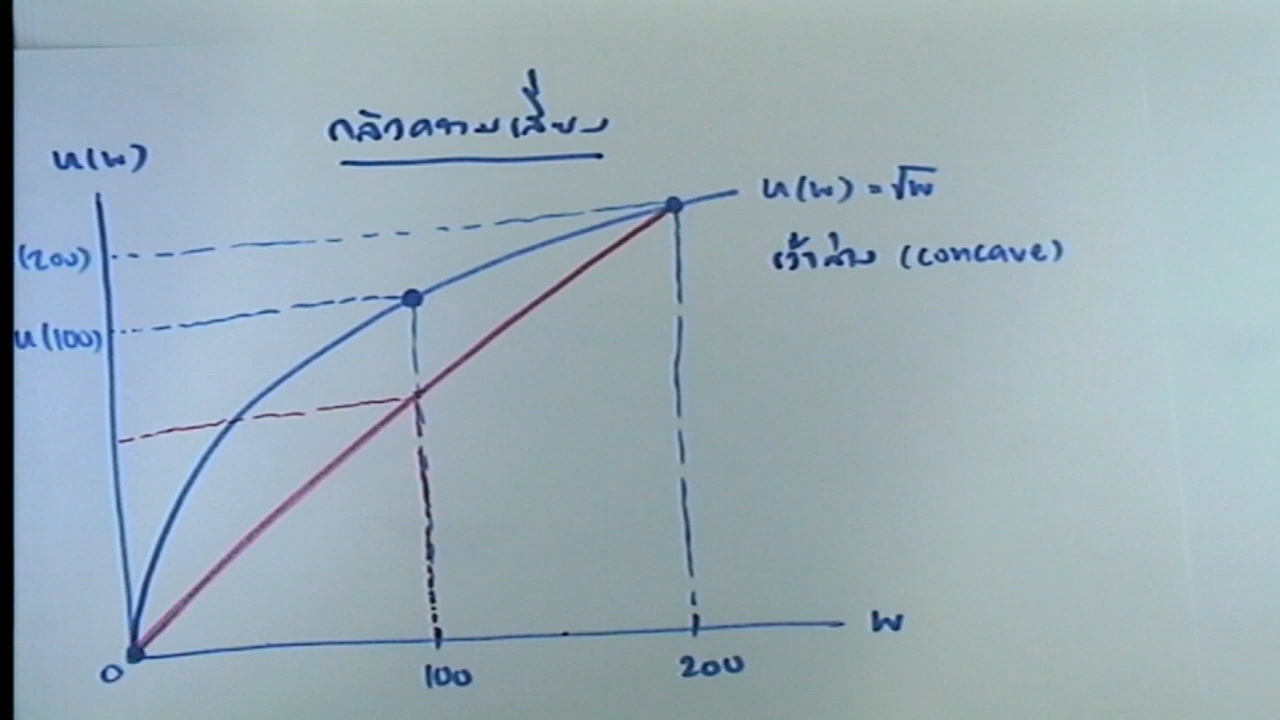 กลัวความเสี่ยง
u(w)
u(w) = √w
เว้าล่าง (concave)
(200)
u(100)
0
100
200
w